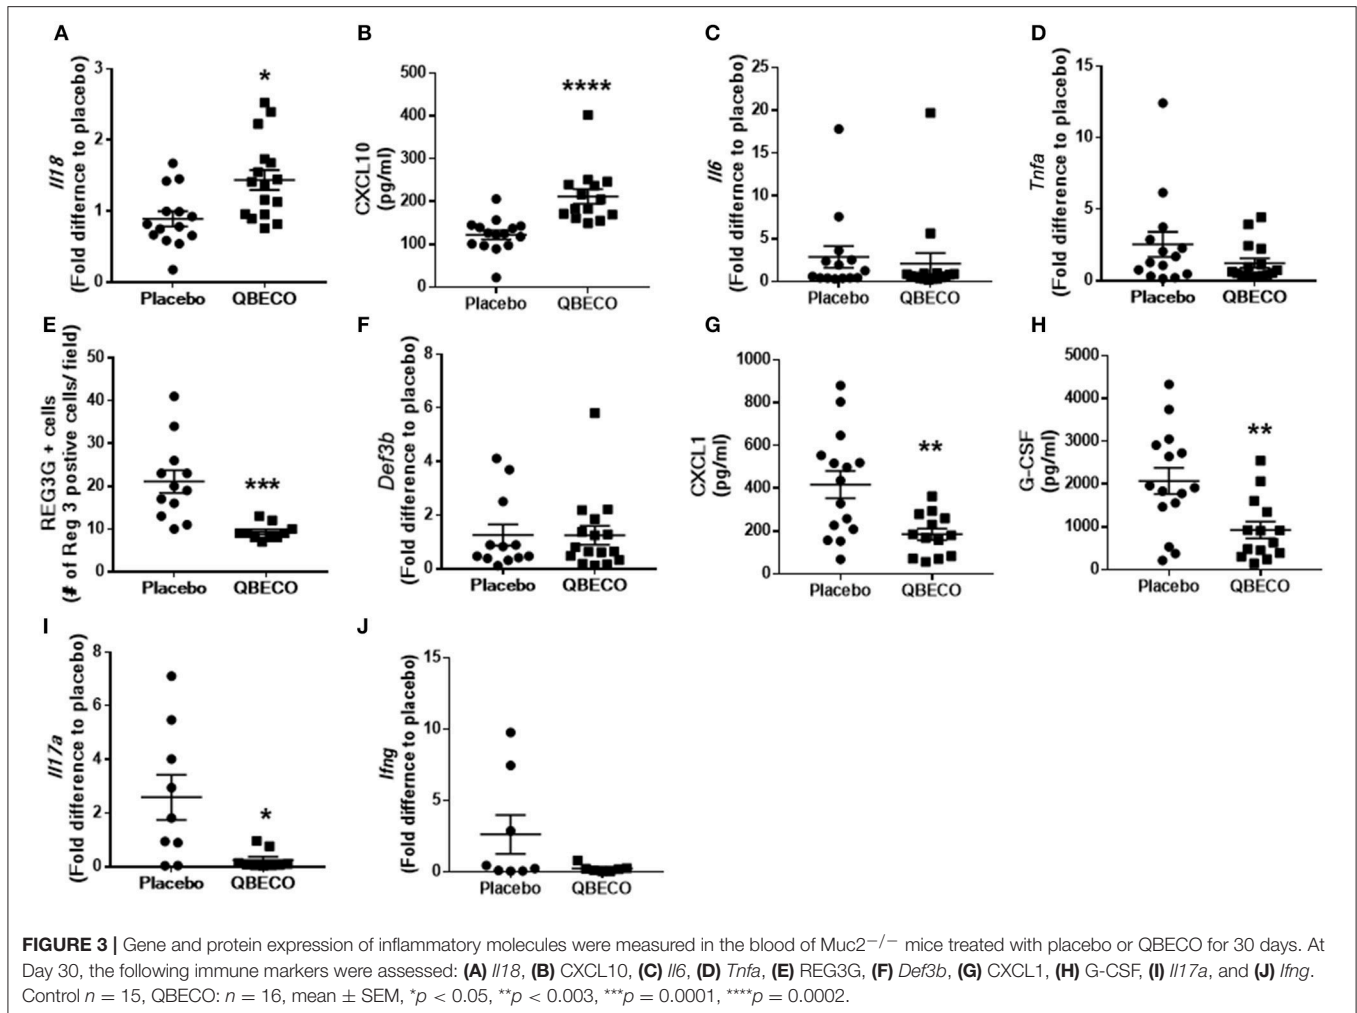 A
Il18
(Fold difference to placebo)
3
2
1
0
*
Placebo QBECO
B
CXCL10
(pg/ml)
500
400
300
200
100
0
****
Placebo QBECO
C
Il6
(Fold differnce to placebo)
25
20
15
10
5
0
Placebo QBECO
D
Tnfa
(Fold difference to placebo)
15
10
5
0
Placebo QBECO
E
REG3G + cells
(# of Reg 3 postive cells/ field)
50
40
30
20
10
0
***
Placebo QBECO
F
Def3b
(Fold difference to placebo)
8
6
4
2
0
Placebo QBECO
G
CXCL1
(pg/ml)
1000
800
600
400
200
0
**
Placebo QBECO
H
G-CSF
(pg/ml)
5000
4000
3000
2000
1000
0
**
Placebo QBECO
I
Il17a
(Fold difference to placebo)
8
6
4
2
0
*
Placebo QBECO
J
Ifng
(Fold differnce to placebo)
15
10
5
0
Placebo QBECO
FIGURE 3 | Gene and protein expression of inflammatory molecules were measured in the blood of Muc2−/− mice treated with placebo or QBECO for 30 days. At
Day 30, the following immune markers were assessed: (A) Il18, (B) CXCL10, (C) Il6, (D) Tnfa, (E) REG3G, (F) Def3b, (G) CXCL1, (H) G-CSF, (I) Il17a, and (J) Ifng.
Control n = 15, QBECO: n = 16, mean ± SEM, *p < 0.05, **p < 0.003, ***p = 0.0001, ****p = 0.0002.